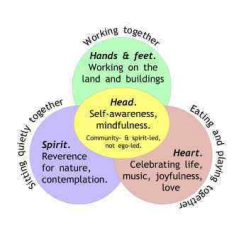 Working together
Hands & feet.
Working on the
land and buildings
Head.
Self-awareness,
mindfulness.
Community- & spirit-led,
not ego-led.
Sitting quietly together
Spirit.
Reverence
for nature,
contemplation.
Eating and playing together
Heart.
Celebrating life,
music, joyfulness,
love